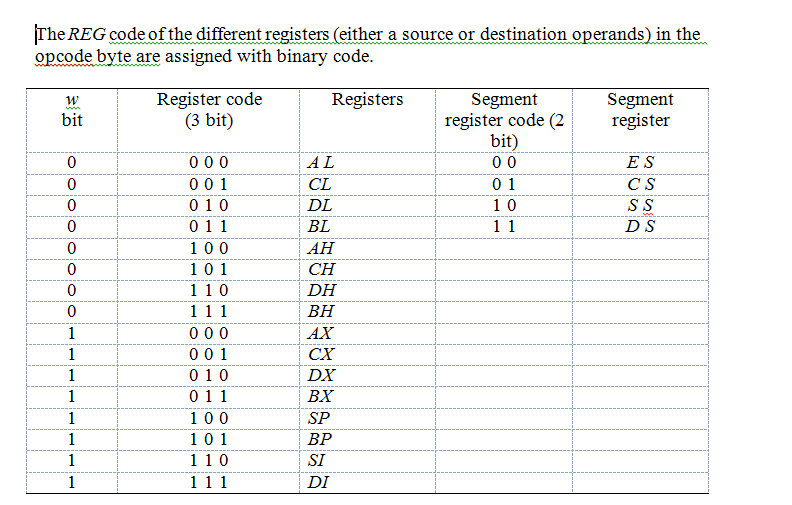 The REG code of the different registers (either a source or destination operands) in the
opcode byte are assigned with binary code.
w bit Register code (3 bit) Registers Segment register code (2 bit) Segment register
0 0 0 0 A L 0 0 E S
0 0 0 1 CL 0 1 C S
0 0 1 0 DL 1 0 S S
0 0 1 1 BL 1 1 D S
0 1 0 0 AH
0 1 0 1 CH
0 1 1 0 DH
0 1 1 1 BH
1 0 0 0 AX
1 0 0 1 CX
1 0 1 0 DX
1 0 1 1 BX
1 1 0 0 SP
1 1 0 1 BP
1 1 1 0 SI
1 1 1 1 DI